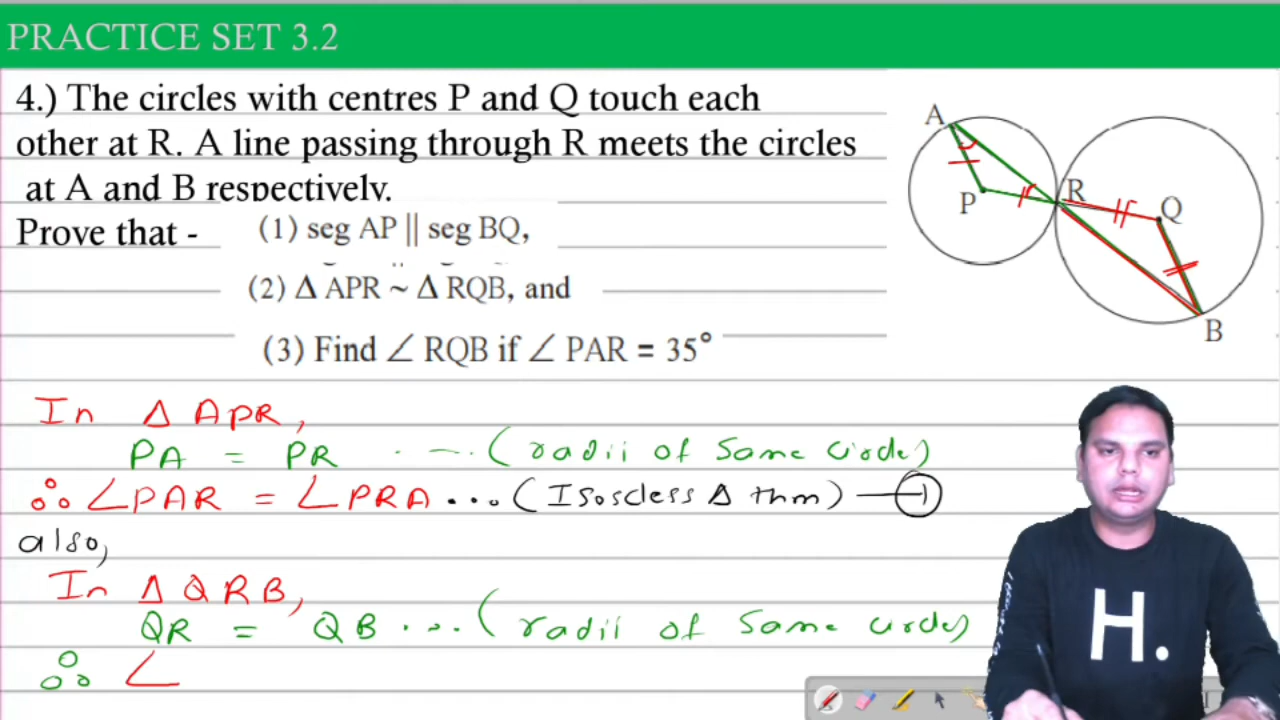 PRACTICE SET 3.2
4.) The circles with centres P and Q touch each
other at R. A line passing through R meets the circles
at A and B respectively.
Prove that - (1) seg AP || seg BQ,
(2) Δ APR ~ Δ RQB, and
(3) Find ∠ RQB if ∠ PAR = 35°
A
P
R
Q
B
In Δ APR,
PA = PR ... (radii of same circle)
∴ ∠PAR = ∠PRA ... (Isoscless Δ thm) — 1
also,
In Δ QRB,
QR = QB ... (radii of same circle)
∴ ∠
H.